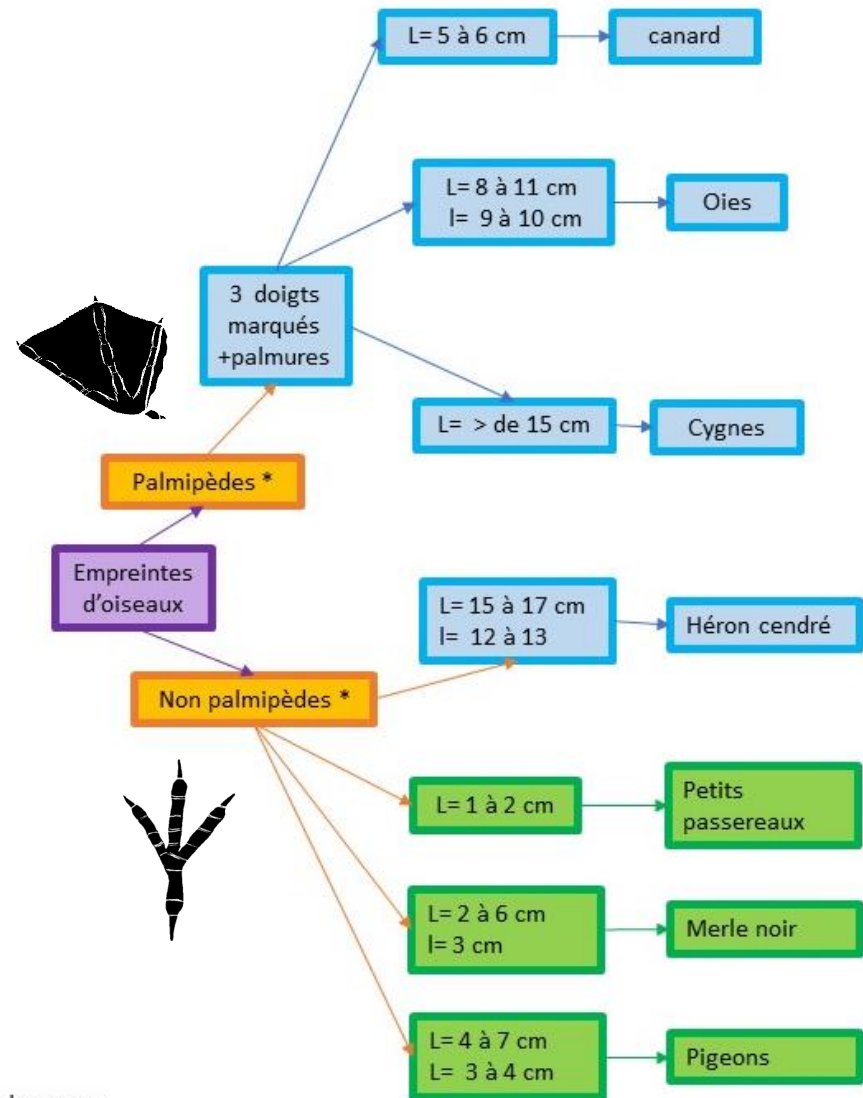 L= 5 à 6 cm
canard
L= 8 à 11 cm
l= 9 à 10 cm
Oies
3 doigts
marqués
+palmures
L= > de 15 cm
Cygnes
Palmipèdes *
Empreintes
d'oiseaux
L= 15 à 17 cm
l= 12 à 13
Héron cendré
Non palmipèdes *
L= 1 à 2 cm
Petits
passereaux
L= 2 à 6 cm
l= 3 cm
Merle noir
L= 4 à 7 cm
L= 3 à 4 cm
Pigeons